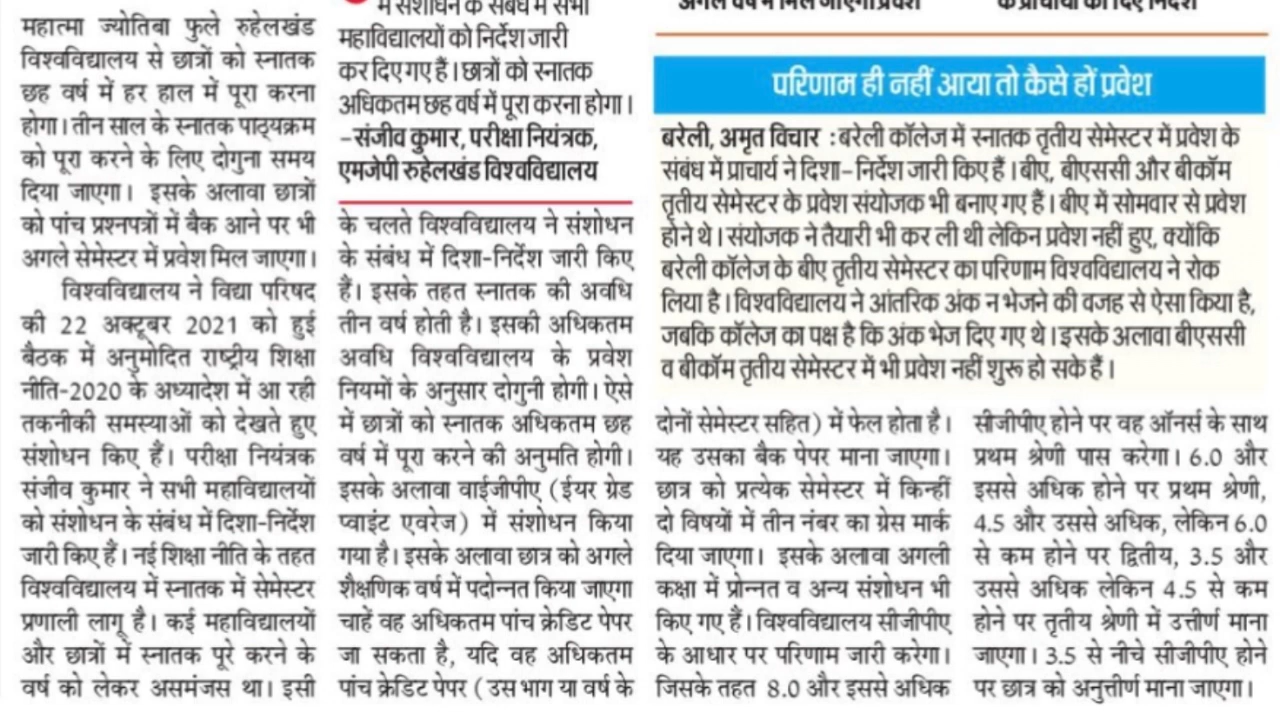 महात्मा ज्योतिबा फुले रुहेलखंड
विश्वविद्यालय से छात्रों को स्नातक
छह वर्ष में हर हाल में पूरा करना
होगा। तीन साल के स्नातक पाठ्यक्रम
को पूरा करने के लिए दोगुना समय
दिया जाएगा। इसके अलावा छात्रों
को पांच प्रश्नपत्रों में बैक आने पर भी
अगले सेमेस्टर में प्रवेश मिल जाएगा।
विश्वविद्यालय ने विद्या परिषद
की 22 अक्टूबर 2021 को हुई
बैठक में अनुमोदित राष्ट्रीय शिक्षा
नीति-2020 के अध्यादेश में आ रही
तकनीकी समस्याओं को देखते हुए
संशोधन किए हैं। परीक्षा नियंत्रक
संजीव कुमार ने सभी महाविद्यालयों
को संशोधन के संबंध में दिशा-निर्देश
जारी किए हैं। नई शिक्षा नीति के तहत
विश्वविद्यालय में स्नातक में सेमेस्टर
प्रणाली लागू है। कई महाविद्यालयों
और छात्रों में स्नातक पूरे करने के
वर्ष को लेकर असमंजस था। इसी
में संशोधन के संबंध में सभी
महाविद्यालयों को निर्देश जारी
कर दिए गए हैं। छात्रों को स्नातक
अधिकतम छह वर्ष में पूरा करना होगा।
-संजीव कुमार, परीक्षा नियंत्रक,
एमजेपी रुहेलखंड विश्वविद्यालय
के चलते विश्वविद्यालय ने संशोधन
के संबंध में दिशा-निर्देश जारी किए
हैं। इसके तहत स्नातक की अवधि
तीन वर्ष होती है। इसकी अधिकतम
अवधि विश्वविद्यालय के प्रवेश
नियमों के अनुसार दोगुनी होगी। ऐसे
में छात्रों को स्नातक अधिकतम छह
वर्ष में पूरा करने की अनुमति होगी।
इसके अलावा वाईजीपीए (ईयर ग्रेड
प्वाइंट एवरेज) में संशोधन किया
गया है। इसके अलावा छात्र को अगले
शैक्षणिक वर्ष में पदोन्नत किया जाएगा
चाहें वह अधिकतम पांच क्रेडिट पेपर
जा सकता है, यदि वह अधिकतम
पांच क्रेडिट पेपर (उस भाग या वर्ष के
अगले वर्ष में मिल जाएगा प्रवेश
के प्राचार्यों को दिए निर्देश
परिणाम ही नहीं आया तो कैसे हों प्रवेश
बरेली, अमृत विचार : बरेली कॉलेज में स्नातक तृतीय सेमेस्टर में प्रवेश के
संबंध में प्राचार्य ने दिशा-निर्देश जारी किए हैं। बीए, बीएससी और बीकॉम
तृतीय सेमेस्टर के प्रवेश संयोजक भी बनाए गए हैं। बीए में सोमवार से प्रवेश
होने थे। संयोजक ने तैयारी भी कर ली थी लेकिन प्रवेश नहीं हुए, क्योंकि
बरेली कॉलेज के बीए तृतीय सेमेस्टर का परिणाम विश्वविद्यालय ने रोक
लिया है। विश्वविद्यालय ने आंतरिक अंक न भेजने की वजह से ऐसा किया है,
जबकि कॉलेज का पक्ष है कि अंक भेज दिए गए थे। इसके अलावा बीएससी
व बीकॉम तृतीय सेमेस्टर में भी प्रवेश नहीं शुरू हो सके हैं।
दोनों सेमेस्टर सहित) में फेल होता है।
यह उसका बैक पेपर माना जाएगा।
छात्र को प्रत्येक सेमेस्टर में किन्हीं
दो विषयों में तीन नंबर का ग्रेस मार्क
दिया जाएगा। इसके अलावा अगली
कक्षा में प्रोन्नत व अन्य संशोधन भी
किए गए हैं। विश्वविद्यालय सीजीपीए
के आधार पर परिणाम जारी करेगा।
जिसके तहत 8.0 और इससे अधिक
सीजीपीए होने पर वह ऑनर्स के साथ
प्रथम श्रेणी पास करेगा। 6.0 और
इससे अधिक होने पर प्रथम श्रेणी,
4.5 और उससे अधिक, लेकिन 6.0
से कम होने पर द्वितीय, 3.5 और
उससे अधिक लेकिन 4.5 से कम
होने पर तृतीय श्रेणी में उत्तीर्ण माना
जाएगा। 3.5 से नीचे सीजीपीए होने
पर छात्र को अनुत्तीर्ण माना जाएगा।